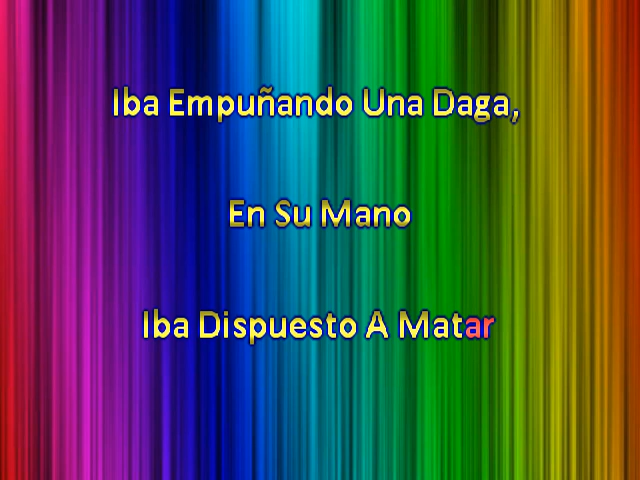 Iba Empuñando Una Daga,
En Su Mano
Iba Dispuesto A Matar